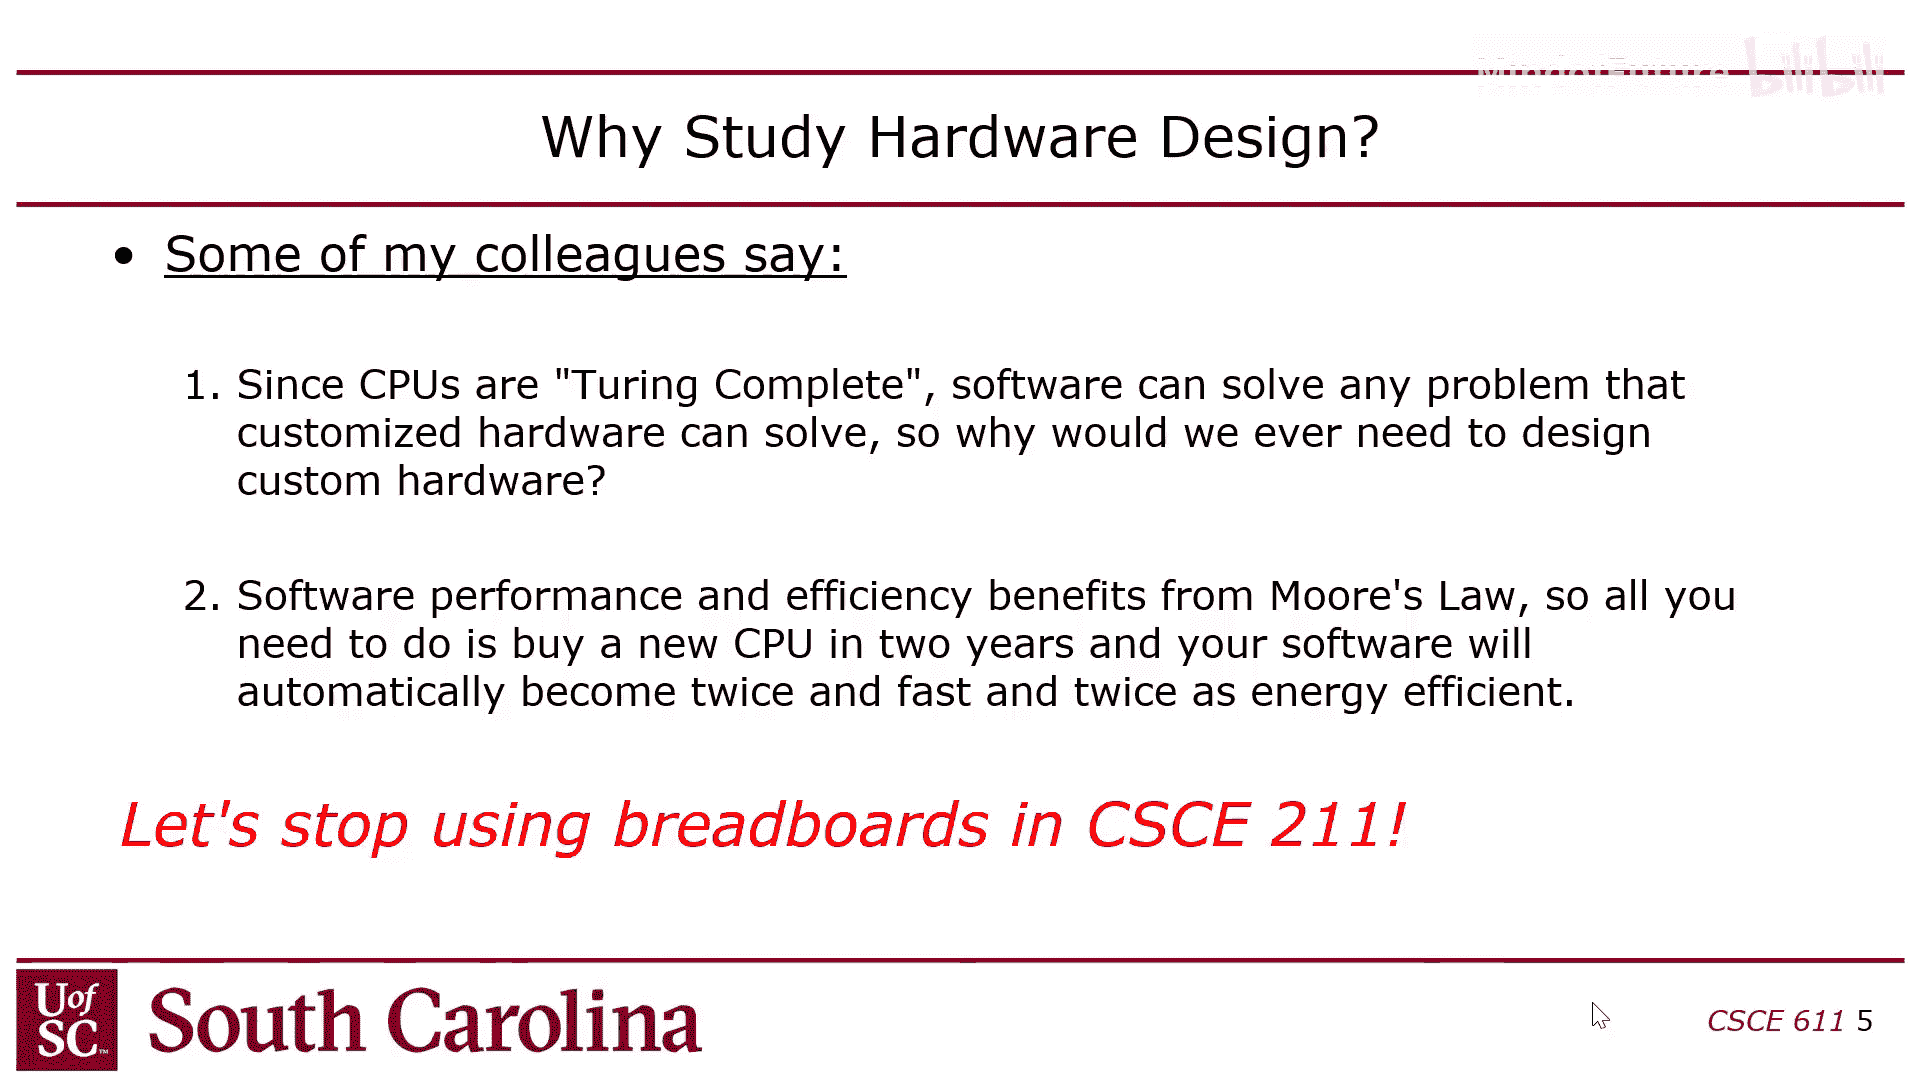 Why Study Hardware Design?
• Some of my colleagues say:
1. Since CPUs are "Turing Complete", software can solve any problem that
customized hardware can solve, so why would we ever need to design
custom hardware?
2. Software performance and efficiency benefits from Moore's Law, so all you
need to do is buy a new CPU in two years and your software will
automatically become twice and fast and twice as energy efficient.
Let's stop using breadboards in CSCE 211!
UofSC™
South Carolina
CSCE 611 5
bilibili